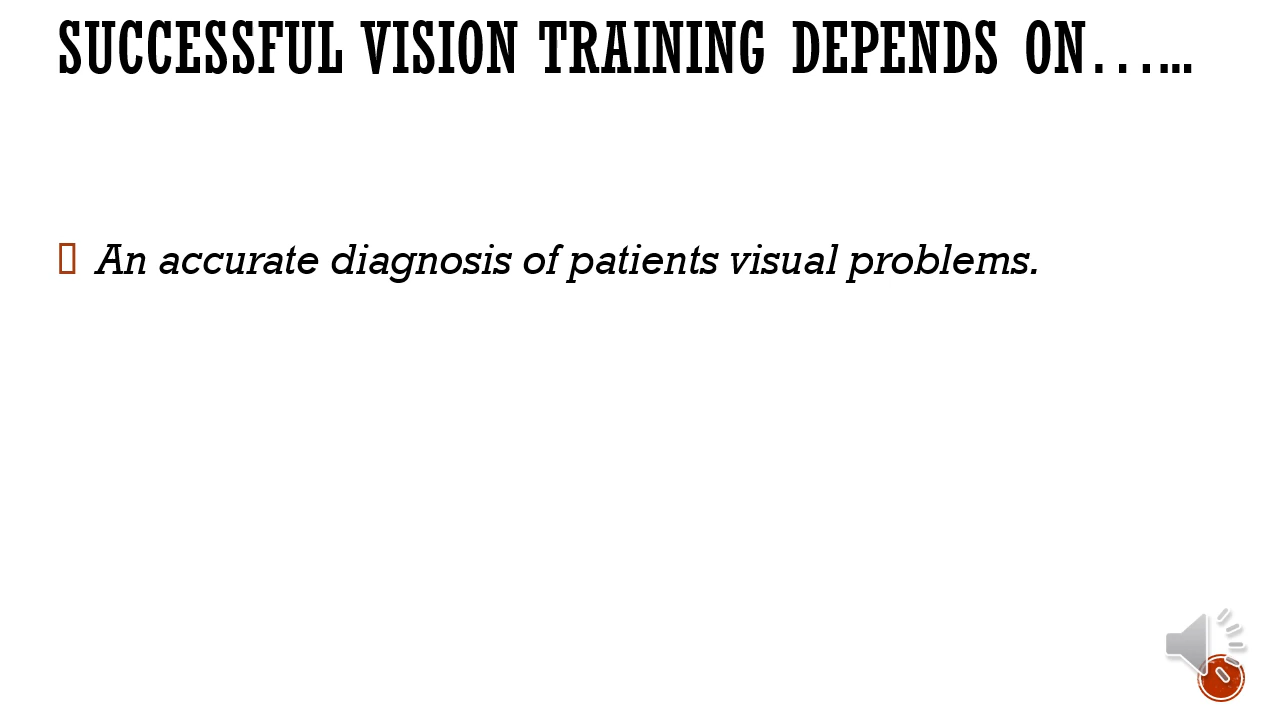 SUCCESSFUL VISION TRAINING DEPENDS ON…...
An accurate diagnosis of patients visual problems.